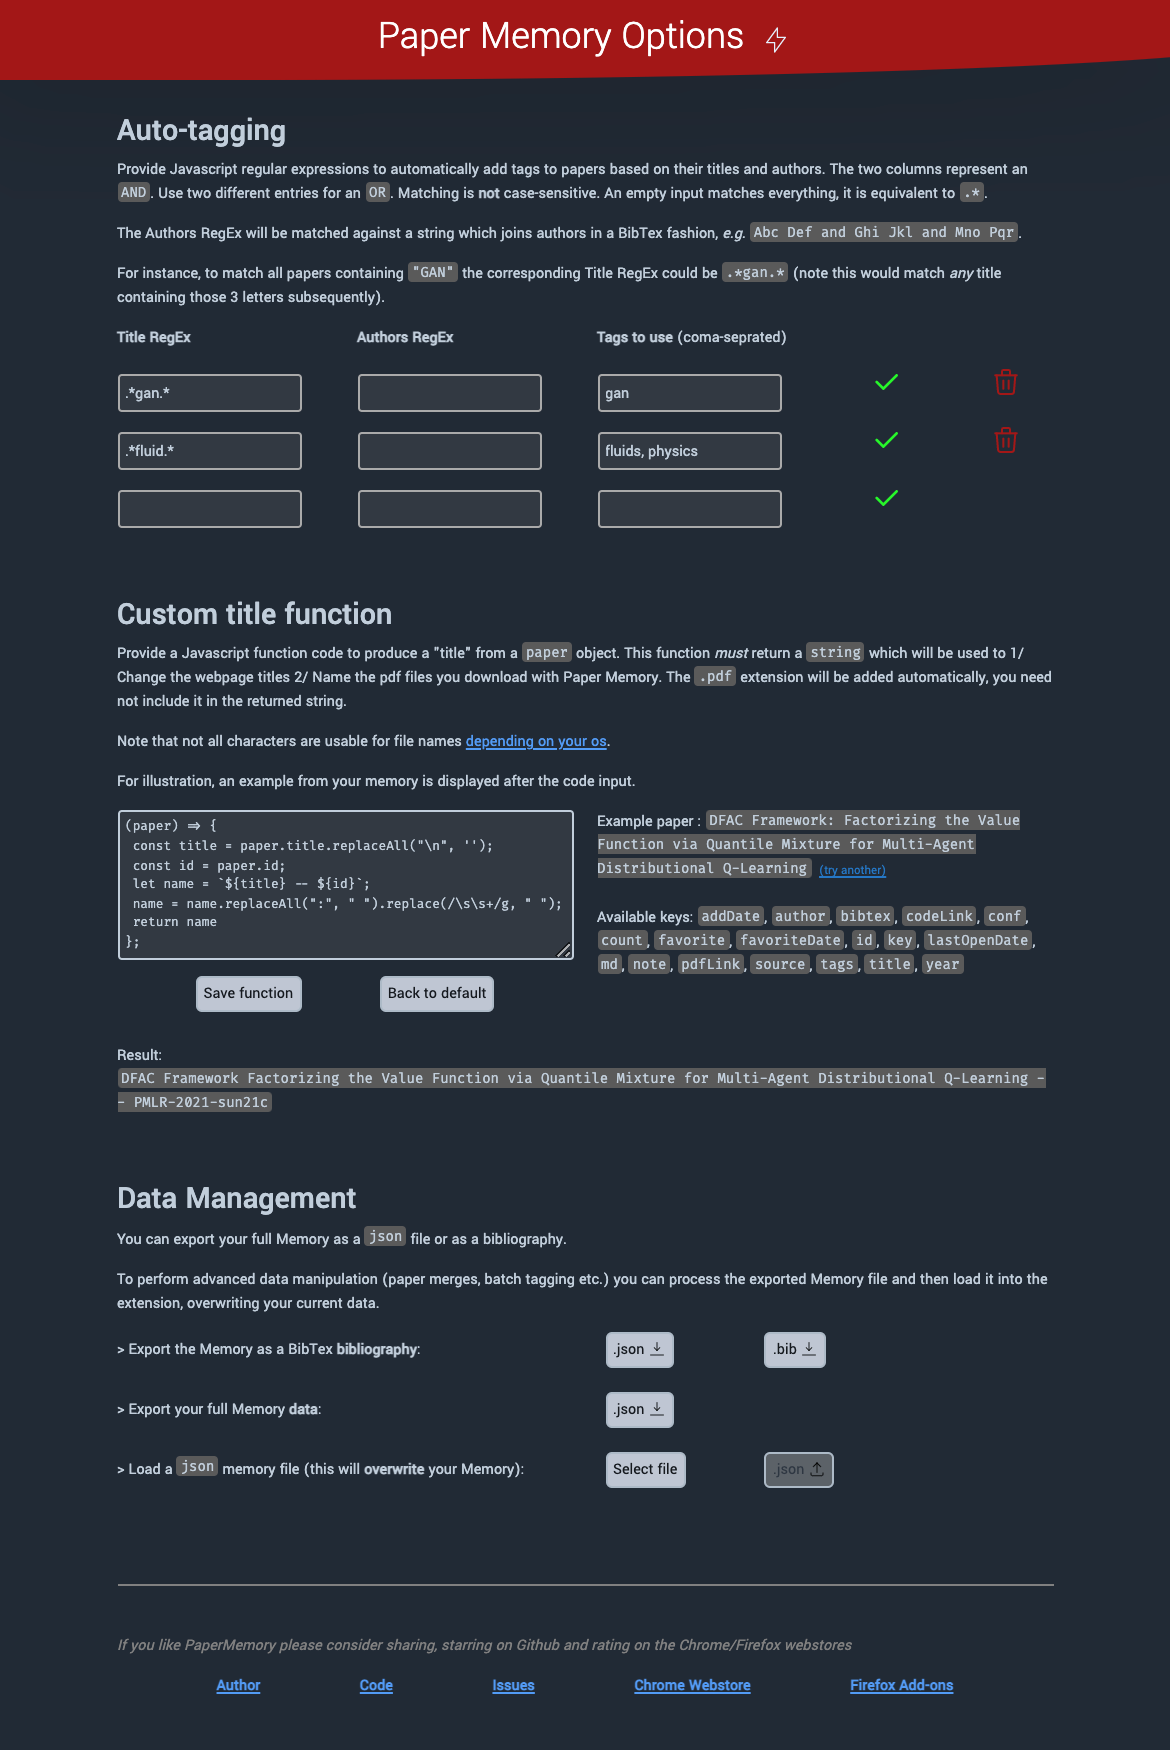 Paper Memory Options
Auto-tagging
Provide Javascript regular expressions to automatically add tags to papers based on their titles and authors. The two columns represent an
AND. Use two different entries for an OR. Matching is not case-sensitive. An empty input matches everything, it is equivalent to .*.
The Authors RegEx will be matched against a string which joins authors in a BibTex fashion, e.g. Abc Def and Ghi Jkl and Mno Pqr.
For instance, to match all papers containing "GAN" the corresponding Title RegEx could be .*gan.* (note this would match any title
containing those 3 letters subsequently).
Title RegEx Authors RegEx Tags to use (coma-seprated)
.*gan.* gan
.*fluid.* fluids, physics
Custom title function
Provide a Javascript function code to produce a "title" from a paper object. This function must return a string which will be used to 1/
Change the webpage titles 2/ Name the pdf files you download with Paper Memory. The .pdf extension will be added automatically, you need
not include it in the returned string.
Note that not all characters are usable for file names depending on your os.
For illustration, an example from your memory is displayed after the code input.
(paper) => {
const title = paper.title.replaceAll("\n", '');
const id = paper.id;
let name = `${title} -- ${id}`;
name = name.replaceAll(":", " ").replace(/\s\s+/g, " ");
return name
};
Save function Back to default
Example paper : DFAC Framework: Factorizing the Value
Function via Quantile Mixture for Multi-Agent
Distributional Q-Learning (try another)
Available keys: addDate, author, bibtex, codeLink, conf,
count, favorite, favoriteDate, id, key, lastOpenDate,
md, note, pdfLink, source, tags, title, year
Result:
DFAC Framework Factorizing the Value Function via Quantile Mixture for Multi-Agent Distributional Q-Learning -
- PMLR-2021-sun21c
Data Management
You can export your full Memory as a json file or as a bibliography.
To perform advanced data manipulation (paper merges, batch tagging etc.) you can process the exported Memory file and then load it into the
extension, overwriting your current data.
> Export the Memory as a BibTex bibliography: .json .bib
> Export your full Memory data: .json
> Load a json memory file (this will overwrite your Memory): Select file .json
If you like PaperMemory please consider sharing, starring on Github and rating on the Chrome/Firefox webstores
Author Code Issues Chrome Webstore Firefox Add-ons